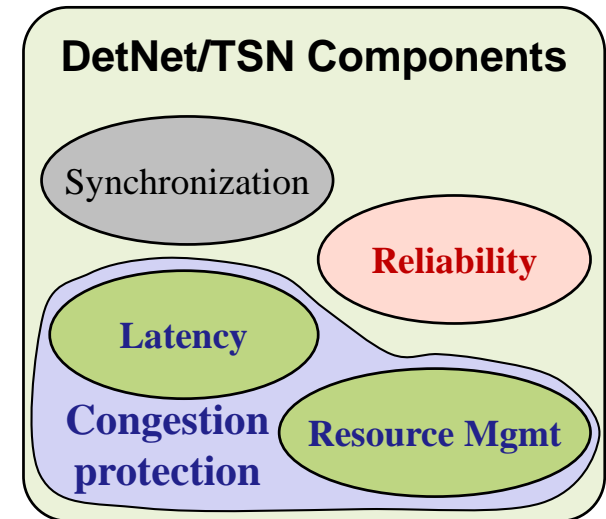 DetNet/TSN Components
Synchronization
Reliability
Latency
Congestion
protection
Resource Mgmt